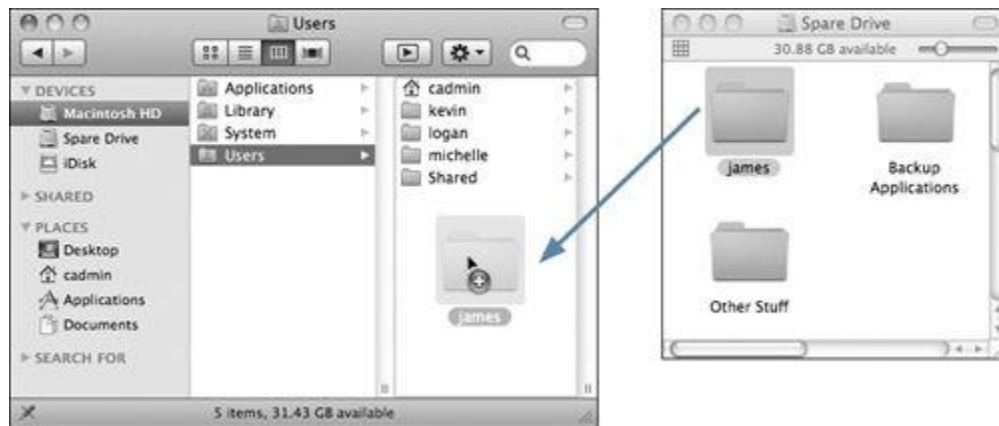 Users
DEVICES
Macintosh HD
Spare Drive
iDisk
SHARED
PLACES
Desktop
cadmin
Applications
Documents
SEARCH FOR
Applications
Library
System
Users
cadmin
kevin
logan
michelle
Shared
james
5 items, 31.43 GB available
Spare Drive
30.88 GB available
james
Backup
Applications
Other Stuff